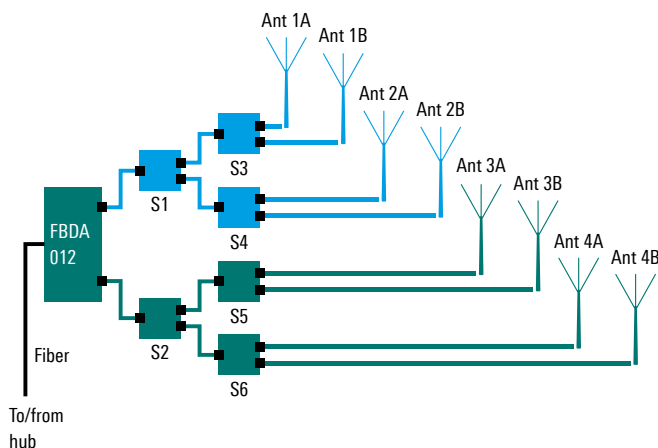 Ant 1A
Ant 1B
Ant 2A
Ant 2B
S3
Ant 3A
S1
Ant 3B
FBDA
012
S4
Ant 4A
Ant 4B
S5
S2
Fiber
S6
To/from
hub